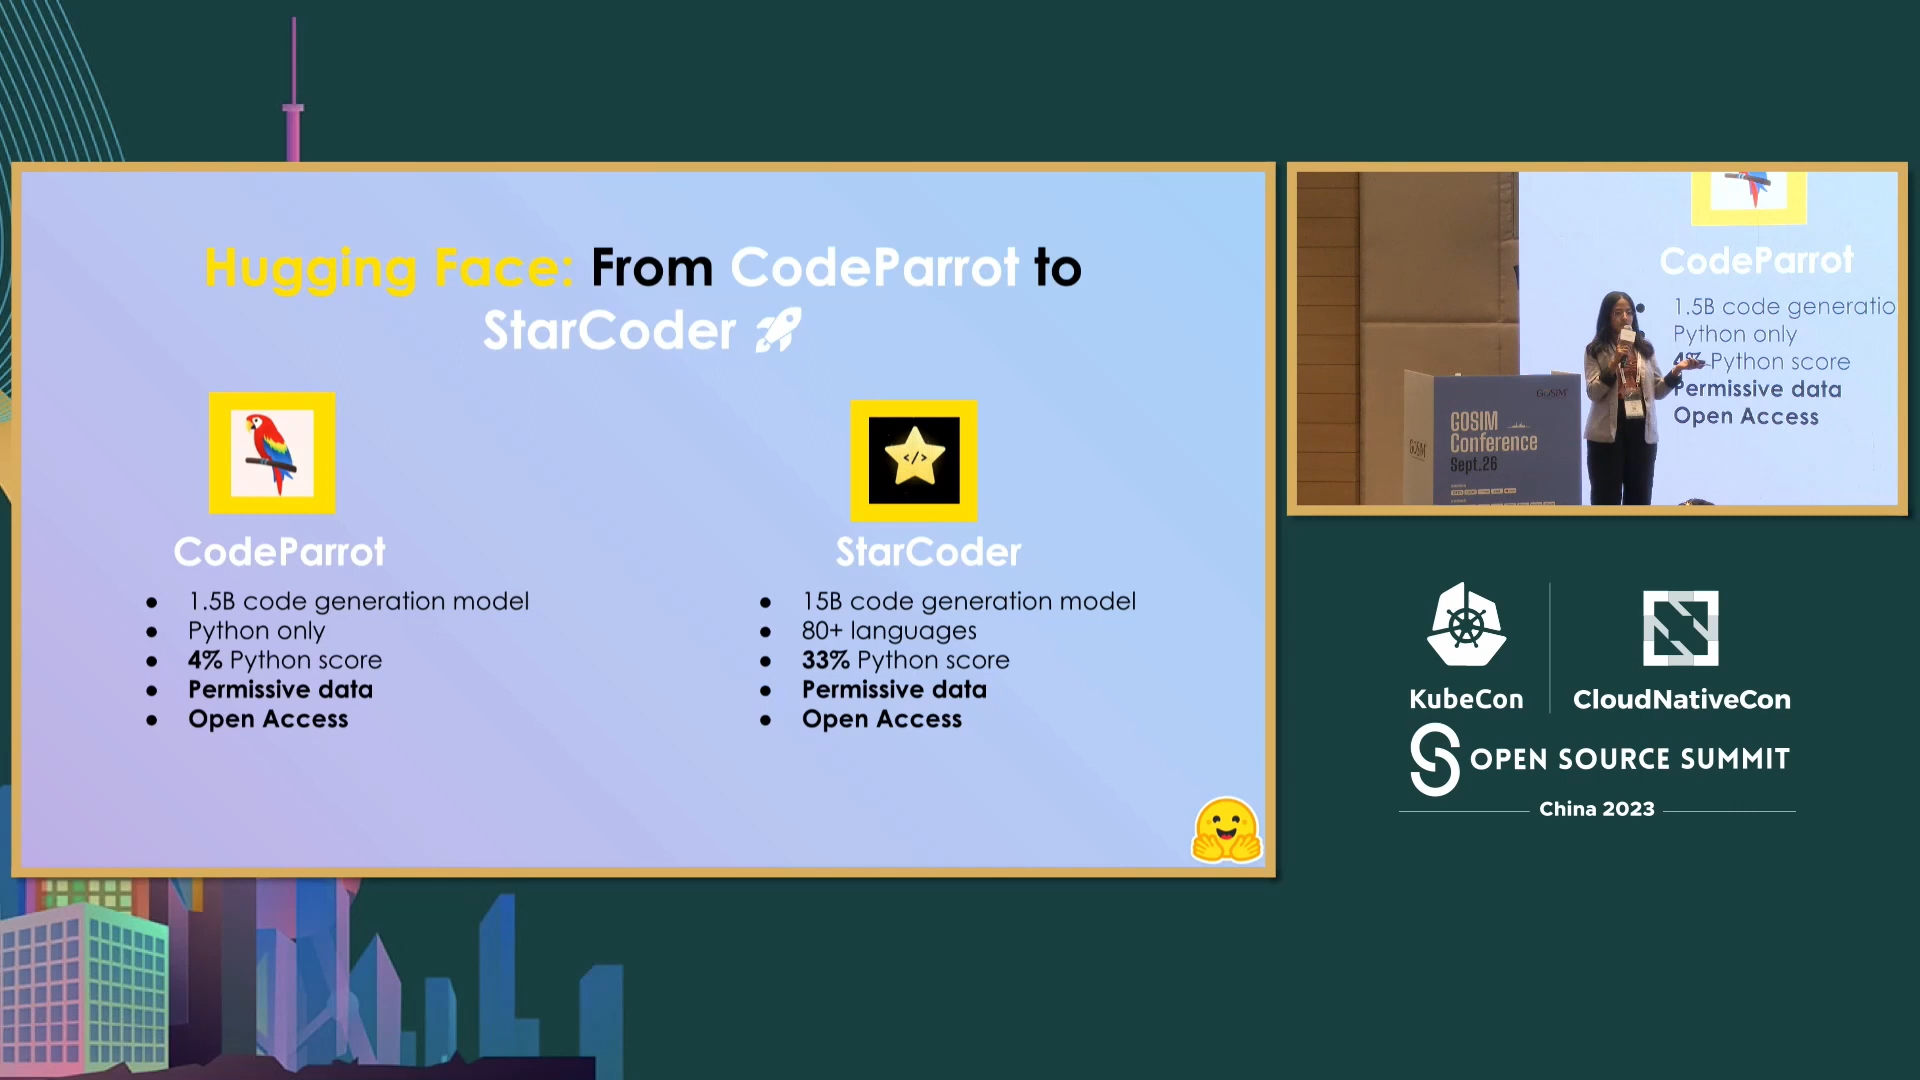 Hugging Face: From CodeParrot to
StarCoder 🚀
</>
CodeParrot
● 1.5B code generation model
● Python only
● 4% Python score
● Permissive data
● Open Access
StarCoder
● 15B code generation model
● 80+ languages
● 33% Python score
● Permissive data
● Open Access
CodeParrot
● 1.5B code generatio
Python only
4% Python score
Permissive data
Open Access
GOSIM
GOSIM
GOSIM
Conference
Sept.26
KubeCon
CloudNativeCon
OPEN SOURCE SUMMIT
China 2023